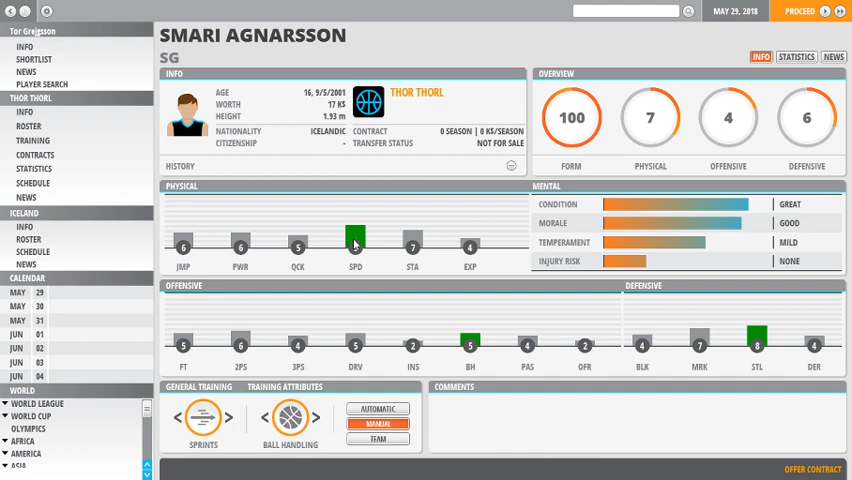 MAY 29, 2018
PROCEED
Tor Grejgsson
INFO
SHORTLIST
NEWS
PLAYER SEARCH
THOR THORL
INFO
ROSTER
TRAINING
CONTRACTS
STATISTICS
SCHEDULE
NEWS
ICELAND
INFO
ROSTER
SCHEDULE
NEWS
CALENDAR
MAY 29
MAY 30
MAY 31
JUN 01
JUN 02
JUN 03
JUN 04
WORLD
WORLD LEAGUE
WORLD CUP
OLYMPICS
AFRICA
AMERICA
ASIA
SMARI AGNARSSON
SG
INFO STATISTICS NEWS
INFO
AGE 16, 9/5/2001
WORTH 17 K$
HEIGHT 1.93 m
NATIONALITY ICELANDIC
CITIZENSHIP -
THOR THORL
CONTRACT 0 SEASON | 0 K$/SEASON
TRANSFER STATUS NOT FOR SALE
HISTORY
OVERVIEW
100 7 4 6
FORM PHYSICAL OFFENSIVE DEFENSIVE
PHYSICAL
6 6 5 7 4
JMP PWR QCK SPD STA EXP
MENTAL
CONDITION GREAT
MORALE GOOD
TEMPERAMENT MILD
INJURY RISK NONE
OFFENSIVE
5 6 4 5 2 5 4 2
FT 2PS 3PS DRV INS BH PAS OFR
DEFENSIVE
4 7 8 4
BLK MRK STL DER
GENERAL TRAINING TRAINING ATTRIBUTES
< > < >
SPRINTS BALL HANDLING
AUTOMATIC
MANUAL
TEAM
COMMENTS
OFFER CONTRACT